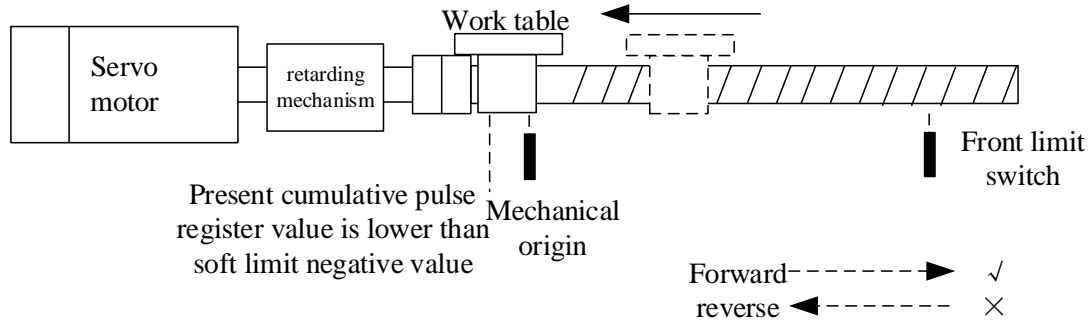 Work table
Servo
motor
retarding
mechanism
Front limit
switch
Present cumulative pulse
register value is lower than
soft limit negative value
Mechanical
origin
Forward √
reverse ×